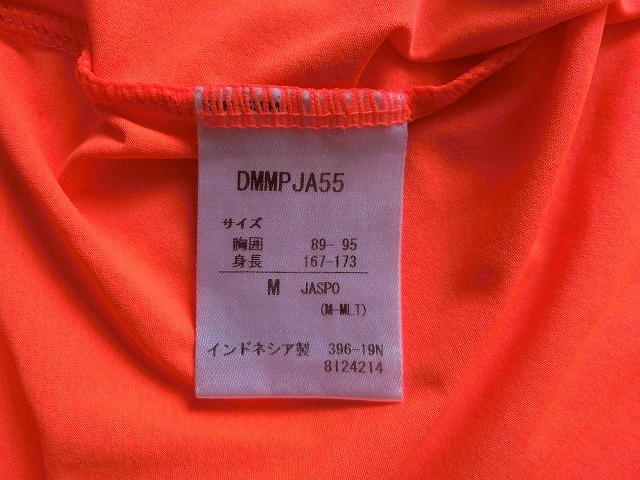 DMMPJA55
サイズ
胸囲 89-95
身長 167-173
M JASPO
(M-MLT)
インドネシア製 396-19N
8124214